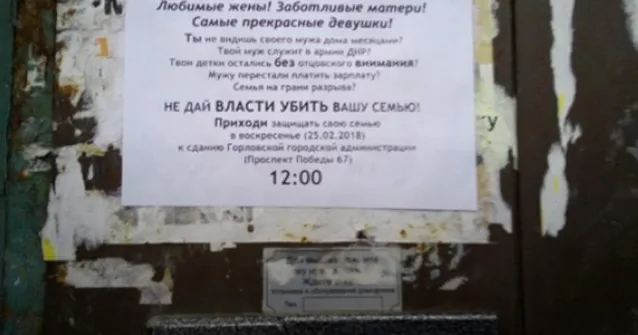 Любимые жены! Заботливые матери!
Самые прекрасные девушки!
Ты не видишь своего мужа дома месяцами?
Твой муж служит в армии ДНР?
Твои детки остались без отцовского внимания?
Мужу перестали платить зарплату?
Семья на грани разрыва?
НЕ ДАЙ ВЛАСТИ УБИТЬ ВАШУ СЕМЬЮ!
Приходи защищать свою семью
в воскресенье (25.02.2018)
к зданию Горловской городской администрации
(Проспект Победы 67)
12:00